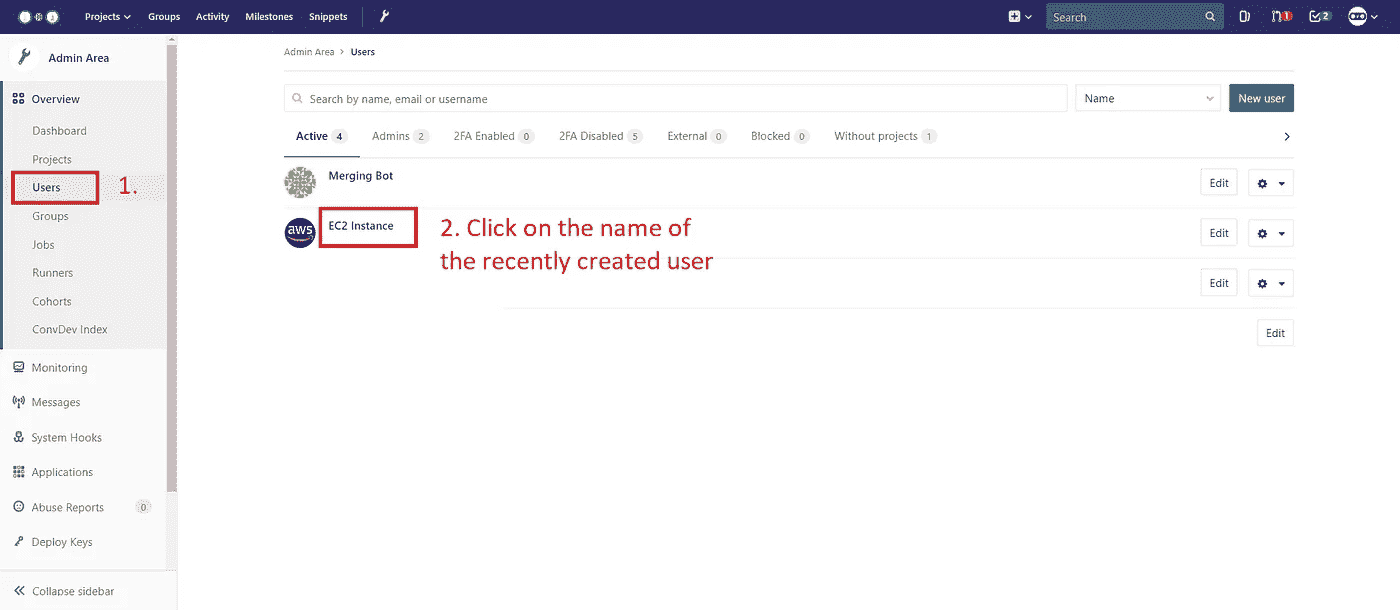 Projects Groups Activity Milestones Snippets Search 1 2
Admin Area
Admin Area > Users
Overview
Search by name, email or username Name New user
Dashboard
Active 4 Admins 2 2FA Enabled 0 2FA Disabled 5 External 0 Blocked 0 Without projects 1
Projects
Users 1.
Merging Bot Edit
Groups
aws EC2 Instance Edit
2. Click on the name of
the recently created user
Jobs
Runners
Edit
Cohorts
ConvDev Index
Edit
Monitoring
Messages
System Hooks
Applications
Abuse Reports 0
Deploy Keys
Collapse sidebar